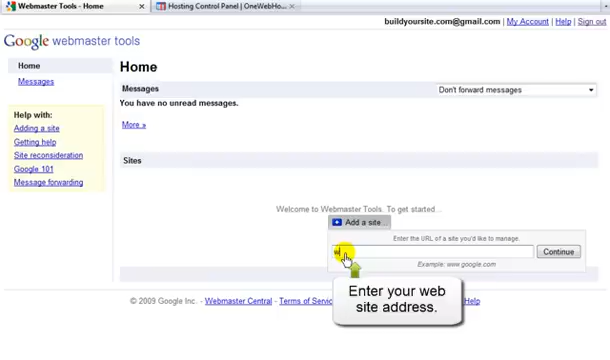 Webmaster Tools - Home
Hosting Control Panel | OneWebHo...
buildyoursite.com@gmail.com | My Account | Help | Sign out
Google webmaster tools
Home
Messages
Help with:
Adding a site
Getting help
Site reconsideration
Google 101
Message forwarding
Home
Messages
Don't forward messages
You have no unread messages.
More »
Sites
Welcome to Webmaster Tools. To get started...
Add a site...
Enter the URL of a site you'd like to manage.
w
Continue
Example: www.google.com
Enter your web
site address.
© 2009 Google Inc. - Webmaster Central - Terms of Servic
Help